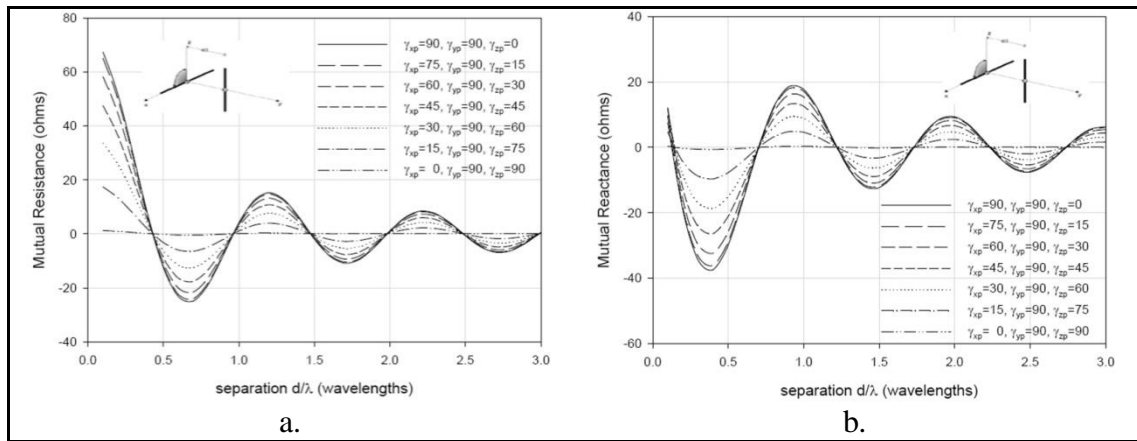 80
60
40
20
0
-20
-40
Mutual Resistance (ohms)
γxp=90, γyp=90, γzp=0
γxp=75, γyp=90, γzp=15
γxp=60, γyp=90, γzp=30
γxp=45, γyp=90, γzp=45
γxp=30, γyp=90, γzp=60
γxp=15, γyp=90, γzp=75
γxp= 0, γyp=90, γzp=90
0.0 0.5 1.0 1.5 2.0 2.5 3.0
separation d/λ (wavelengths)
a.
40
20
0
-20
-40
-60
Mutual Reactance (ohms)
γxp=90, γyp=90, γzp=0
γxp=75, γyp=90, γzp=15
γxp=60, γyp=90, γzp=30
γxp=45, γyp=90, γzp=45
γxp=30, γyp=90, γzp=60
γxp=15, γyp=90, γzp=75
γxp= 0, γyp=90, γzp=90
0.0 0.5 1.0 1.5 2.0 2.5 3.0
separation d/λ (wavelengths)
b.